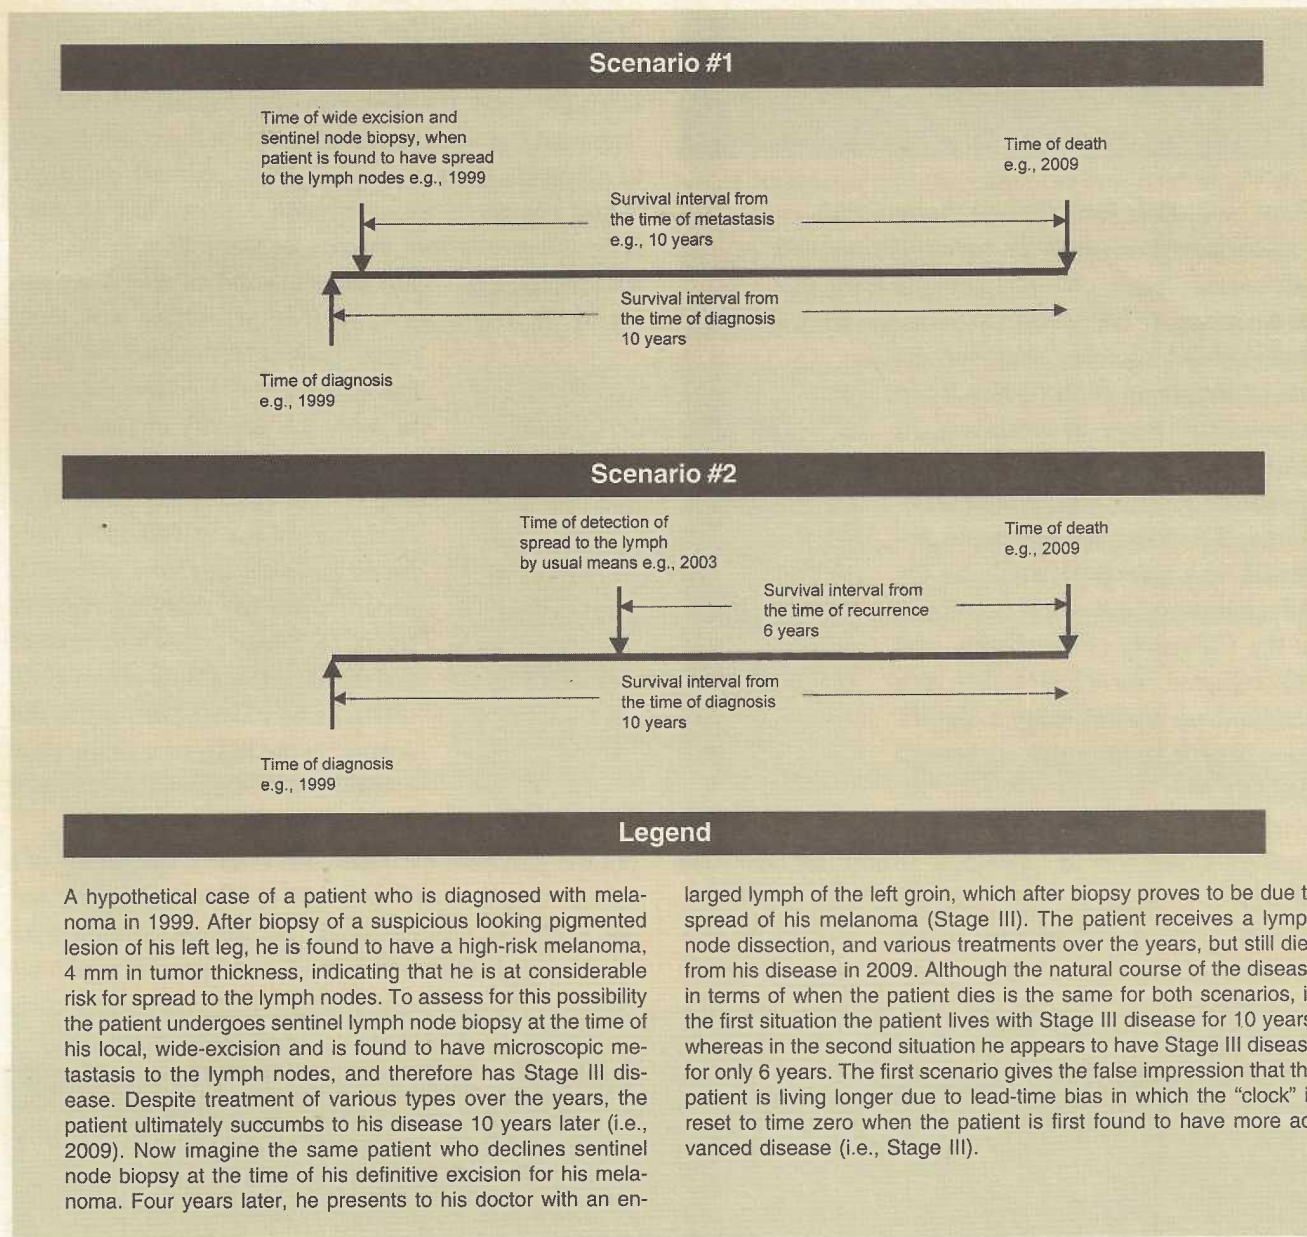 Scenario #1
Time of wide excision and
sentinel node biopsy, when
patient is found to have spread
to the lymph nodes e.g., 1999
Time of death
e.g., 2009
Survival interval from
the time of metastasis
e.g., 10 years
Survival interval from
the time of diagnosis
10 years
Time of diagnosis
e.g., 1999
Scenario #2
Time of detection of
spread to the lymph
by usual means e.g., 2003
Time of death
e.g., 2009
Survival interval from
the time of recurrence
6 years
Survival interval from
the time of diagnosis
10 years
Time of diagnosis
e.g., 1999
Legend
A hypothetical case of a patient who is diagnosed with mela-
noma in 1999. After biopsy of a suspicious looking pigmented
lesion of his left leg, he is found to have a high-risk melanoma,
4 mm in tumor thickness, indicating that he is at considerable
risk for spread to the lymph nodes. To assess for this possibility
the patient undergoes sentinel lymph node biopsy at the time of
his local, wide-excision and is found to have microscopic me-
tastasis to the lymph nodes, and therefore has Stage III dis-
ease. Despite treatment of various types over the years, the
patient ultimately succumbs to his disease 10 years later (i.e.,
2009). Now imagine the same patient who declines sentinel
node biopsy at the time of his definitive excision for his mela-
noma. Four years later, he presents to his doctor with an en-
larged lymph of the left groin, which after biopsy proves to be due t
spread of his melanoma (Stage III). The patient receives a lymp
node dissection, and various treatments over the years, but still die
from his disease in 2009. Although the natural course of the diseas
in terms of when the patient dies is the same for both scenarios, i
the first situation the patient lives with Stage III disease for 10 years
whereas in the second situation he appears to have Stage III diseas
for only 6 years. The first scenario gives the false impression that th
patient is living longer due to lead-time bias in which the “clock” i
reset to time zero when the patient is first found to have more ad
vanced disease (i.e., Stage III).